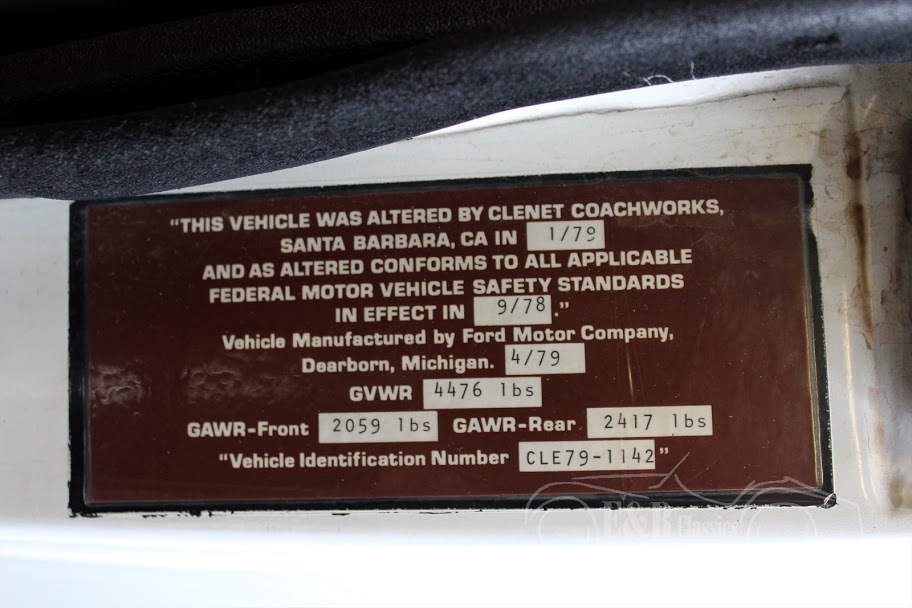 "THIS VEHICLE WAS ALTERED BY CLENET COACHWORKS,
SANTA BARBARA, CA IN 1/79
AND AS ALTERED CONFORMS TO ALL APPLICABLE
FEDERAL MOTOR VEHICLE SAFETY STANDARDS
IN EFFECT IN 9/78."
Vehicle Manufactured by Ford Motor Company,
Dearborn, Michigan. 4/79
GVWR 4476 lbs
GAWR-Front 2059 lbs GAWR-Rear 2417 lbs
"Vehicle Identification Number CLE79-1142"
E&R Classics